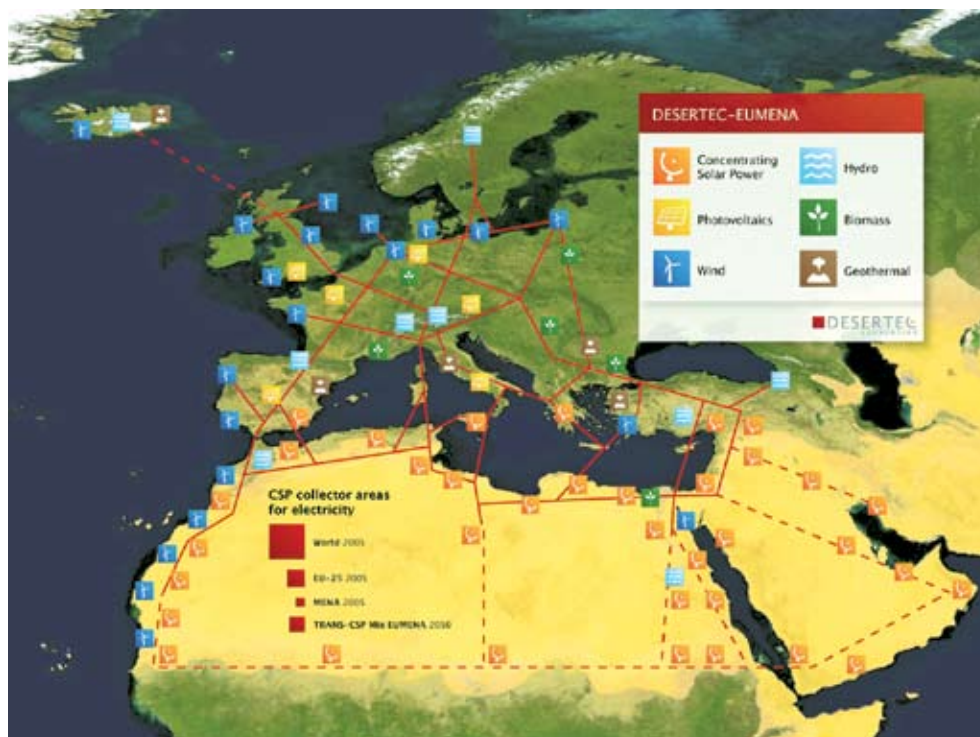 DESERTEC-EUMENA
Concentrating
Solar Power
Hydro
Photovoltaics
Biomass
Wind
Geothermal
DESERTEC
FOUNDATION
CSP collector areas
for electricity
World 2005
EU-25 2005
MENA 2005
TRANS-CSP Mix EUMENA 2050